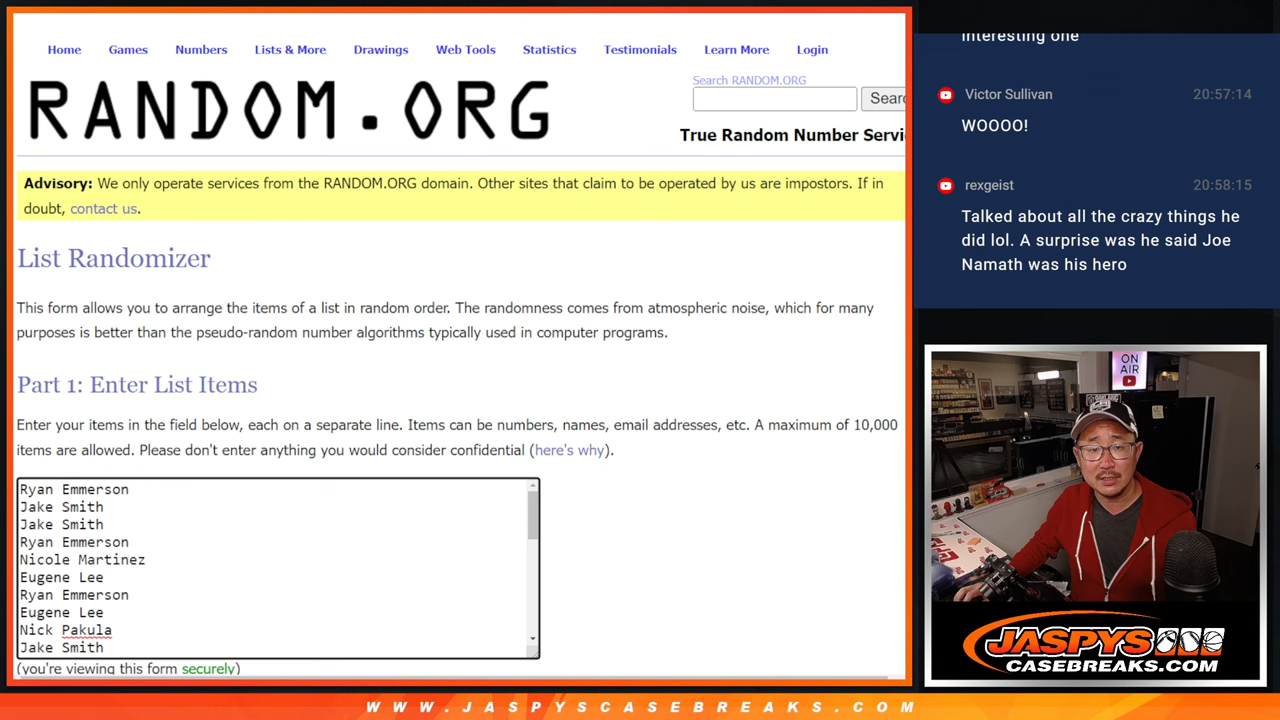 Home Games Numbers Lists & More Drawings Web Tools Statistics Testimonials Learn More Login
RANDOM.ORG
Search RANDOM.ORG
True Random Number
Advisory: We only operate services from the RANDOM.ORG domain. Other sites that claim to be operated by us are impostors. If in
doubt, contact us.
List Randomizer
This form allows you to arrange the items of a list in random order. The randomness comes from atmospheric noise, which for many
purposes is better than the pseudo-random number algorithms typically used in computer programs.
Part 1: Enter List Items
Enter your items in the field below, each on a separate line. Items can be numbers, names, email addresses, etc. A maximum of 10,000
items are allowed. Please don't enter anything you would consider confidential (here's why).
Ryan Emmerson
Jake Smith
Jake Smith
Ryan Emmerson
Nicole Martinez
Eugene Lee
Ryan Emmerson
Eugene Lee
Nick Pakula
Jake Smith
(you're viewing this form securely)
interesting one
Victor Sullivan 20:57:14
WOOOO!
rexgeist 20:58:15
Talked about all the crazy things he
did lol. A surprise was he said Joe
Namath was his hero
ON
AIR
JASPYS
CASEBREAKS.COM
WWW.JASPYSCASEBREAKS.COM